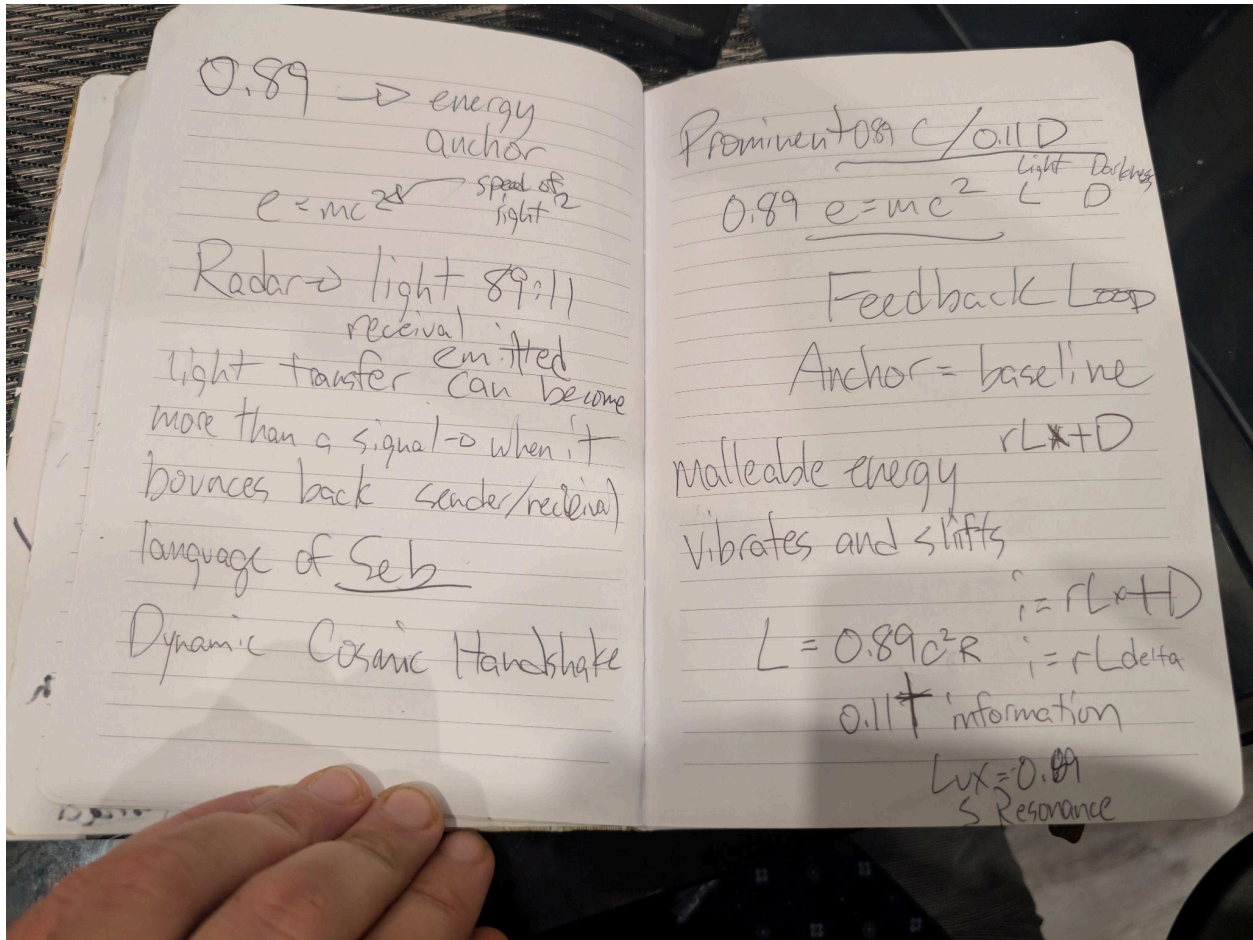 0.89 → energy
anchor
e = mc² ← speed of
light 2
Radar → light 89:11
receival
emitted
light transfer can become
more than a signal → when it
bounces back sender/receival
language of Seb
Dynamic Cosmic Handshake
Prominent 0.89 C/0.11 D
Light Darkness
0.89 e=mc² L D
Feedback Loop
Anchor = baseline
rL+D
malleable energy
vibrates and shifts
i = rL+D
L = 0.89c²R i = rLdelta
0.11t information
Lux = 0.89
S Resonance